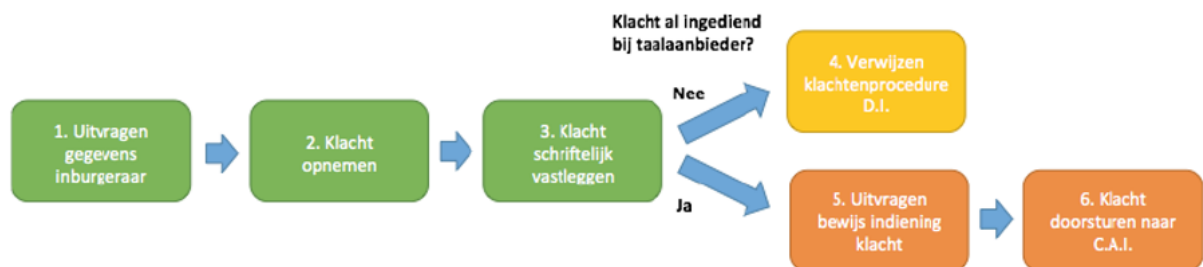 Klacht al ingediend
bij taalaanbieder?
1. Uitvragen
gegevens
inburgeraar
2. Klacht
opnemen
3. Klacht
schriftelijk
vastleggen
Nee
4. Verwijzen
klachtenprocedure
D.I.
Ja
5. Uitvragen
bewijs indiening
klacht
6. Klacht
doorsturen naar
C.A.I.